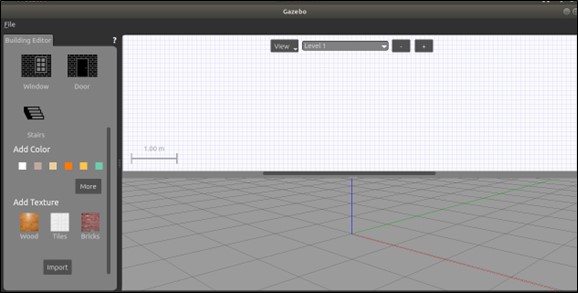 Gazebo
File
Building Editor
?
View
Level 1
-
+
Window
Door
Stairs
Add Color
More
Add Texture
Wood
Tiles
Bricks
Import
1.00 m